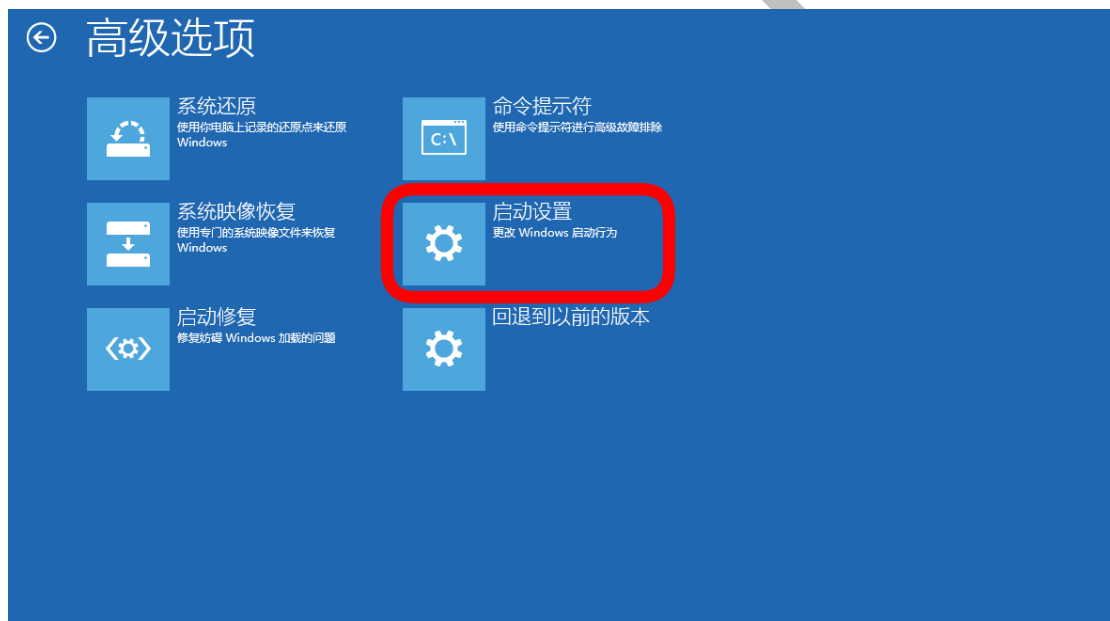 高级选项
系统还原
使用你电脑上记录的还原点来还原
Windows
命令提示符
使用命令提示符进行高级故障排除
C:\
系统映像恢复
使用专门的系统映像文件来恢复
Windows
启动设置
更改 Windows 启动行为
启动修复
修复妨碍 Windows 加载的问题
回退到以前的版本